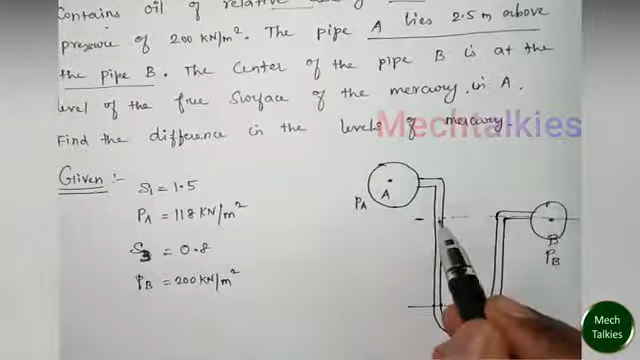 Contains oil of relative
pressure of 200 KN/m². The pipe A lies 2.5 m above
the pipe B. The Center of the pipe B is at the
level of the free Surface of the mercury in A.
Find the difference in the levels of mercury.
Mechtalkies
Given :-
S₁ = 1.5
PA = 118 KN/m²
S₃ = 0.8
PB = 200 KN/m²
A
PA
B
PB
Mech
Talkies